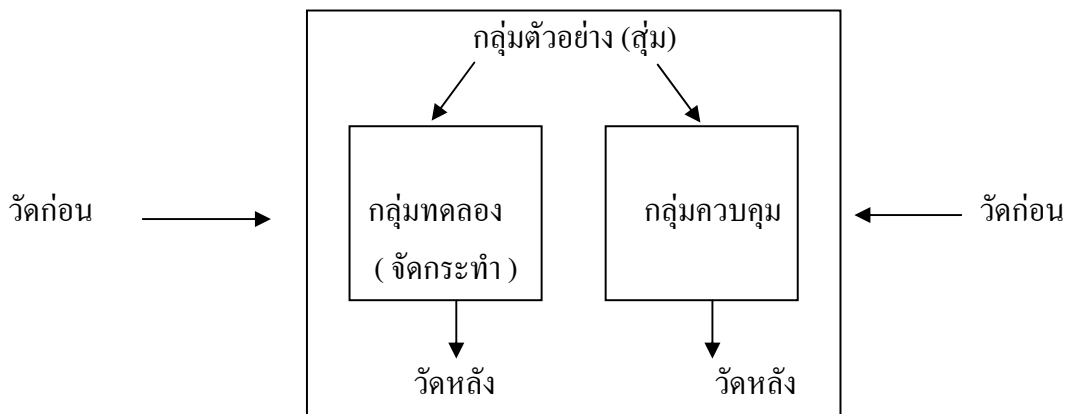 กลุ่มตัวอย่าง (สุ่ม)
วัดก่อน
กลุ่มทดลอง
( จัดกระทำ )
กลุ่มควบคุม
วัดก่อน
วัดหลัง
วัดหลัง